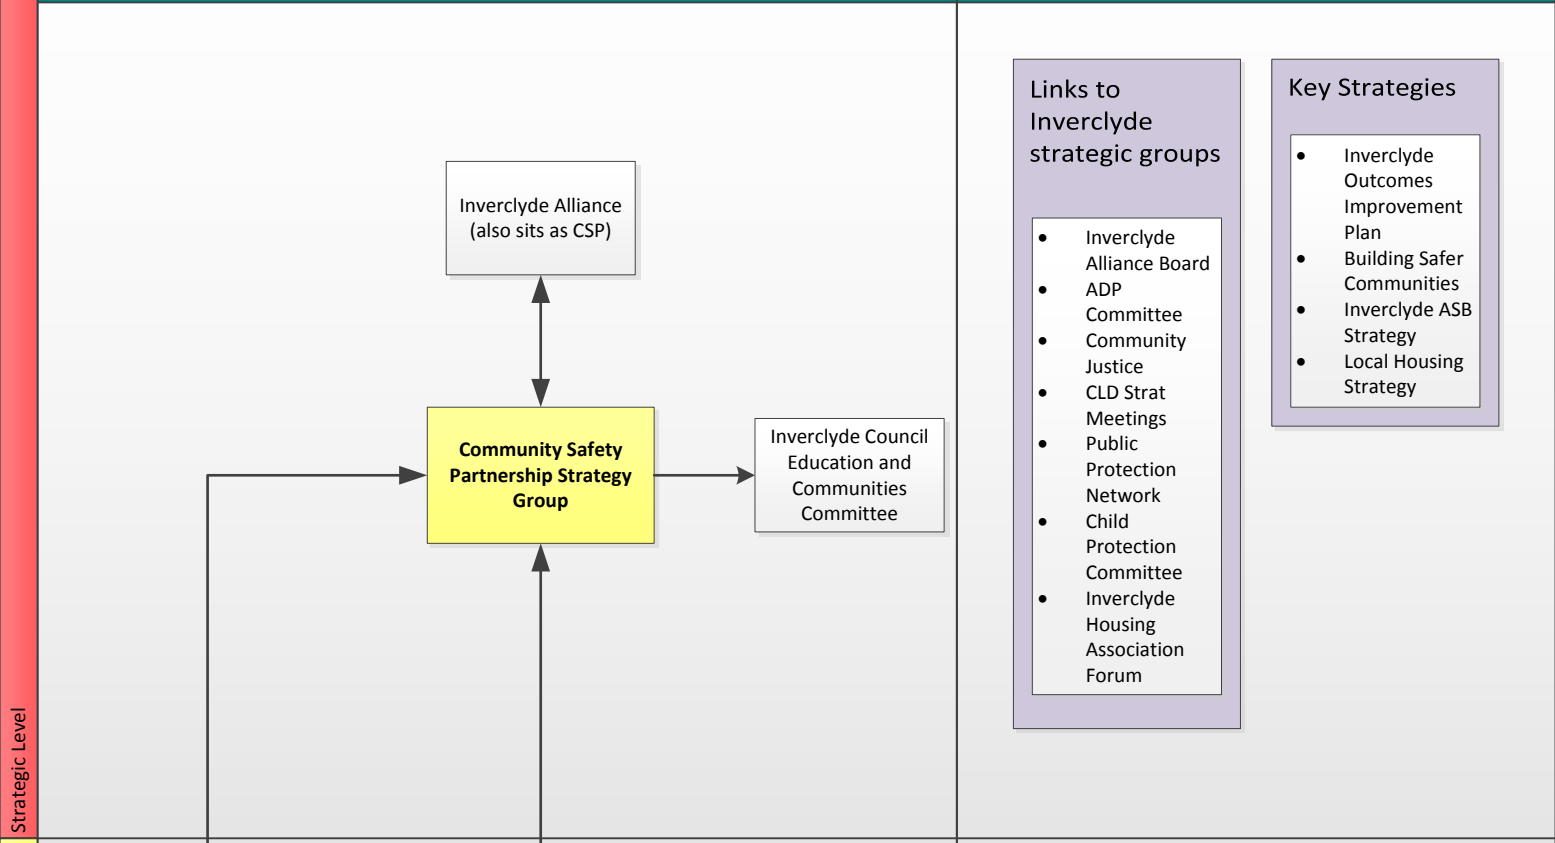 Inverclyde Alliance
(also sits as CSP)
Community Safety
Partnership Strategy
Group
Inverclyde Council
Education and
Communities
Committee
Links to
Inverclyde
strategic groups
• Inverclyde
Alliance Board
• ADP
Committee
• Community
Justice
• CLD Strat
Meetings
• Public
Protection
Network
• Child
Protection
Committee
• Inverclyde
Housing
Association
Forum
Key Strategies
• Inverclyde
Outcomes
Improvement
Plan
• Building Safer
Communities
• Inverclyde ASB
Strategy
• Local Housing
Strategy
Strategic Level